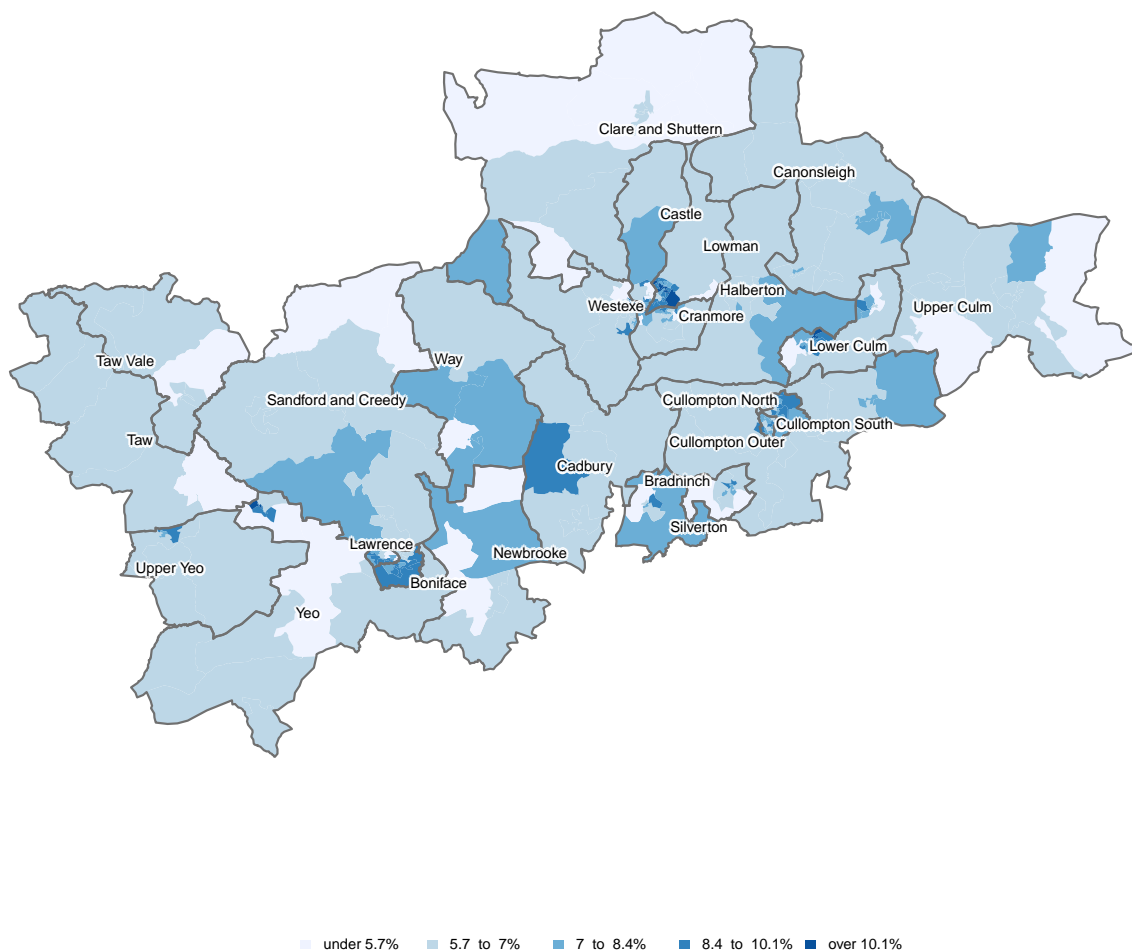 Clare and Shuttern
Canonsleigh
Castle
Lowman
Halberton
Westexe
Cranmore
Upper Culm
Lower Culm
Taw Vale
Way
Sandford and Creedy
Cullompton North
Cullompton South
Taw
Cullompton Outer
Cadbury
Bradninch
Silverton
Lawrence
Newbrooke
Upper Yeo
Boniface
Yeo
under 5.7% 5.7 to 7% 7 to 8.4% 8.4 to 10.1% over 10.1%